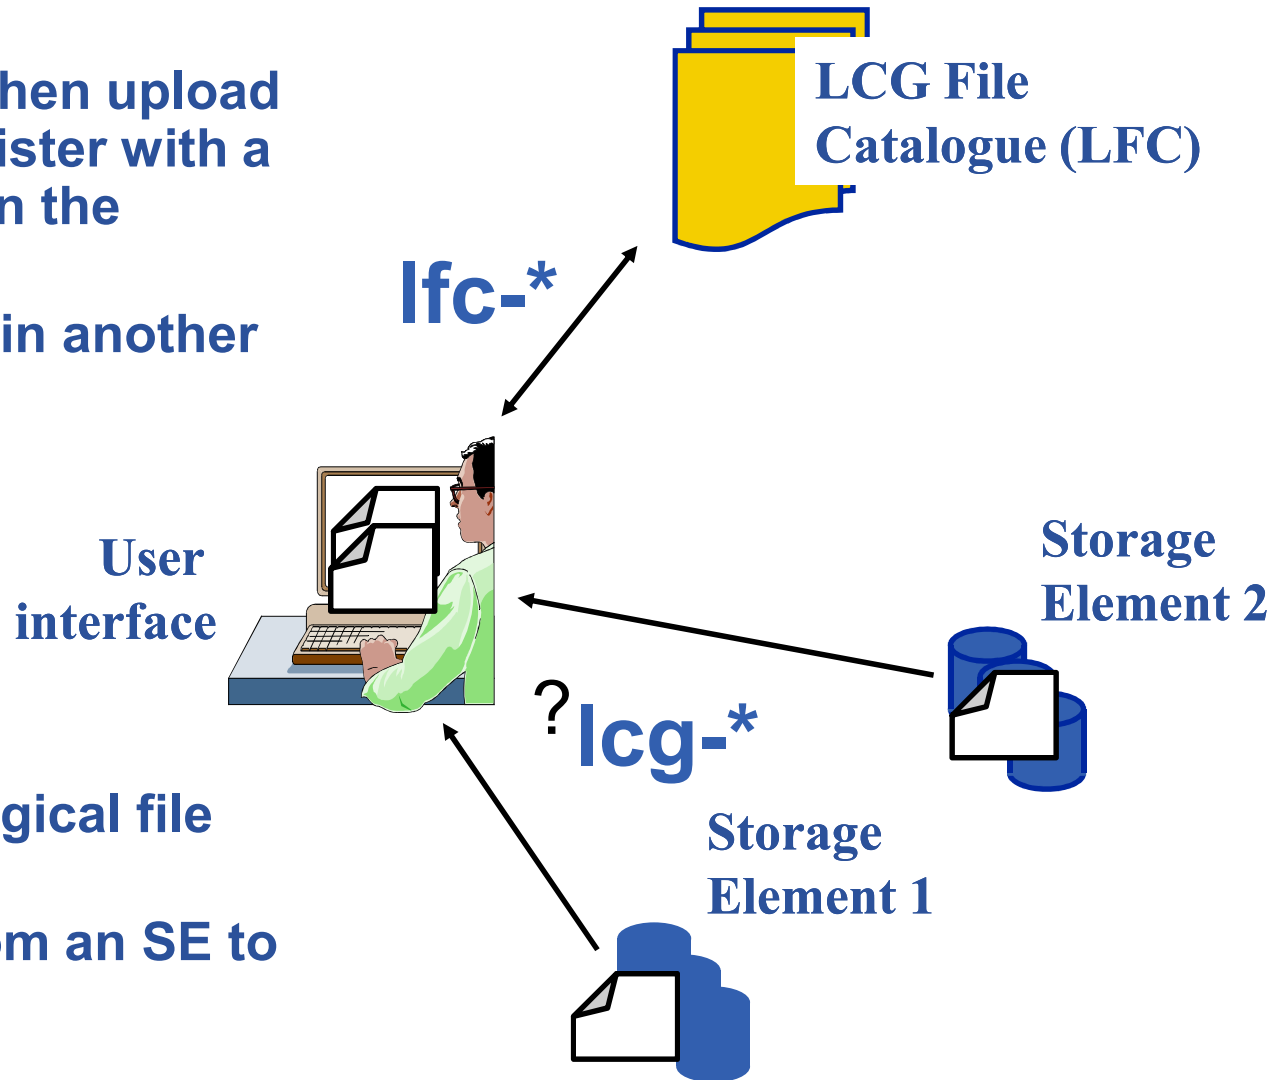 hen upload
ister with a
n the
in another
LCG File
Catalogue (LFC)
lfc-*
User
interface
Storage
Element 2
?
lcg-*
gical file
om an SE to
Storage
Element 1